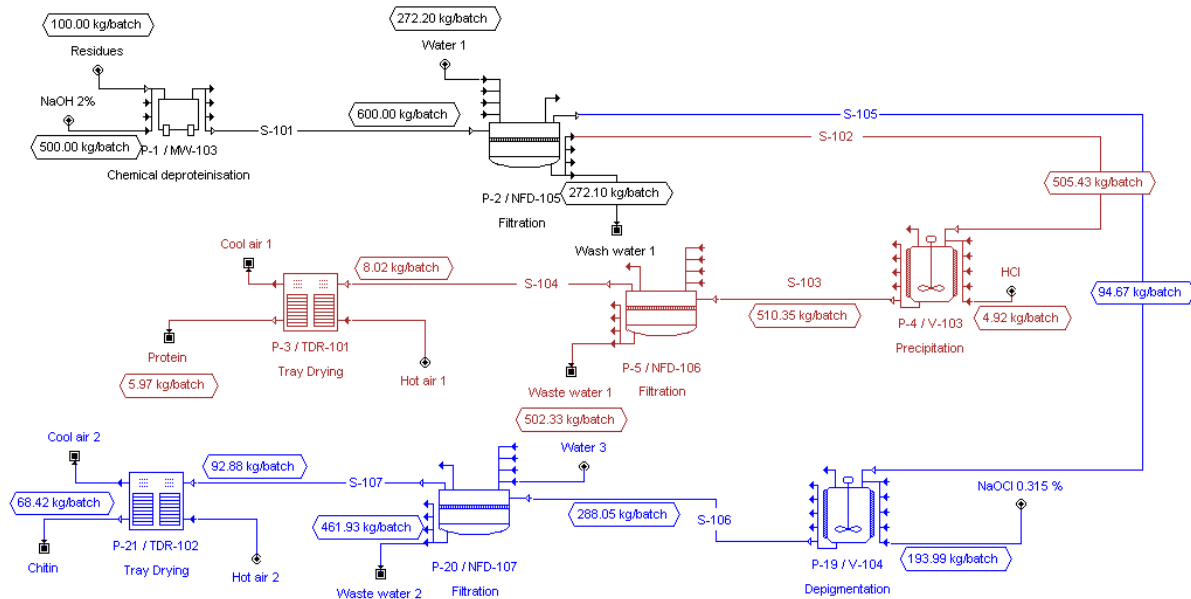 100.00 kg/batch
Residues
NaOH 2%
500.00 kg/batch
P-1 / MW-103
Chemical deproteinisation
S-101
272.20 kg/batch
Water 1
600.00 kg/batch
P-2 / NFD-105
Filtration
272.10 kg/batch
Wash water 1
S-105
S-102
505.43 kg/batch
94.67 kg/batch
Cool air 1
8.02 kg/batch
S-104
S-103
510.35 kg/batch
HCl
4.92 kg/batch
P-4 / V-103
Precipitation
Protein
5.97 kg/batch
P-3 / TDR-101
Tray Drying
Hot air 1
P-5 / NFD-106
Filtration
Waste water 1
502.33 kg/batch
Cool air 2
92.88 kg/batch
S-107
Water 3
NaOCl 0.315 %
68.42 kg/batch
461.93 kg/batch
288.05 kg/batch
S-106
193.99 kg/batch
Chitin
P-21 / TDR-102
Tray Drying
Hot air 2
Waste water 2
P-20 / NFD-107
Filtration
P-19 / V-104
Depigmentation